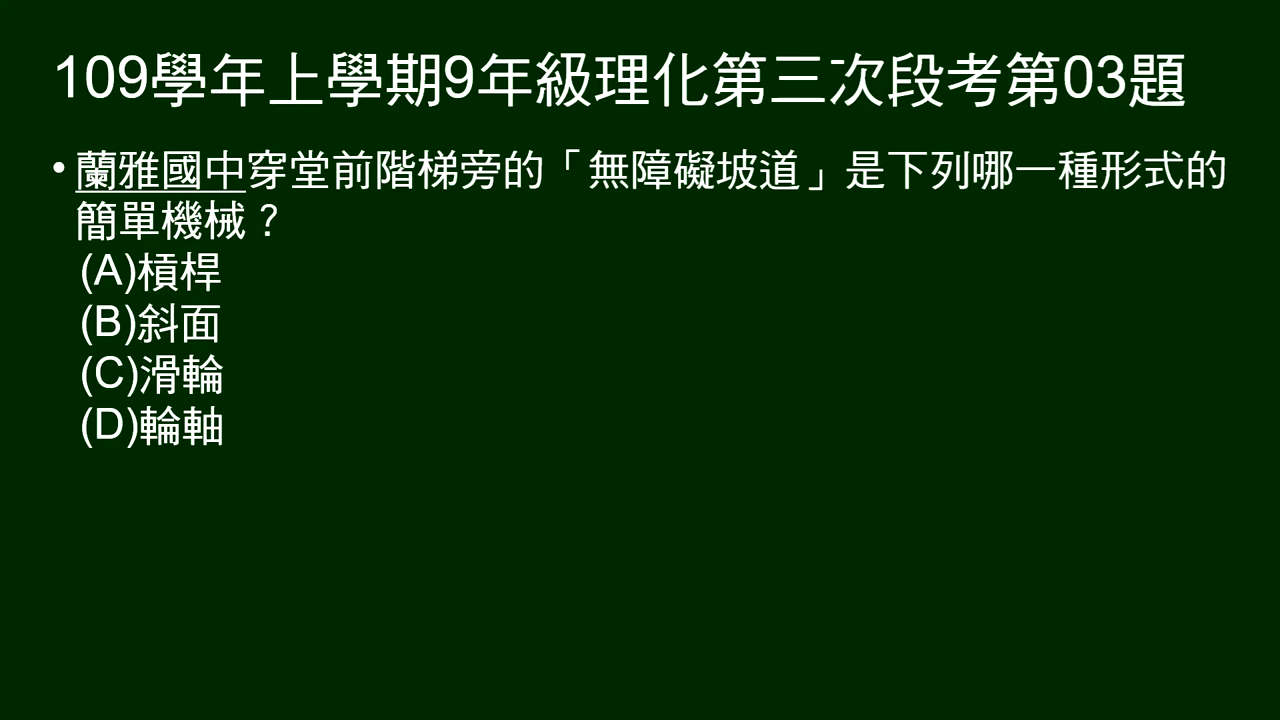 109學年上學期9年級理化第三次段考第03題
•蘭雅國中穿堂前階梯旁的「無障礙坡道」是下列哪一種形式的
簡單機械？
(A)槓桿
(B)斜面
(C)滑輪
(D)輪軸